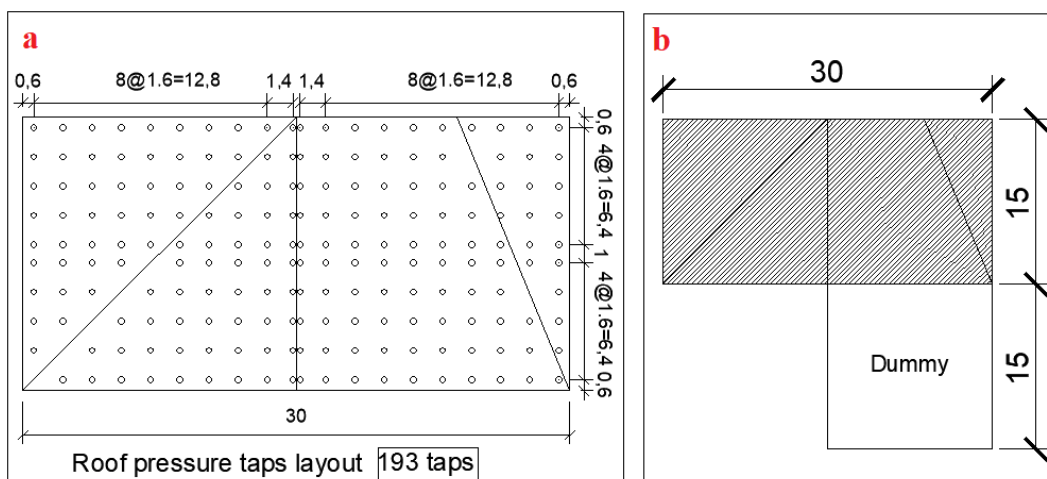 a
0,6 8@1.6=12,8 1,4 1,4 8@1.6=12,8 0,6
0,6
4@1.6=6,4
1
4@1.6=6,4
0,6
30
Roof pressure taps layout 193 taps
b
30
15
15
Dummy